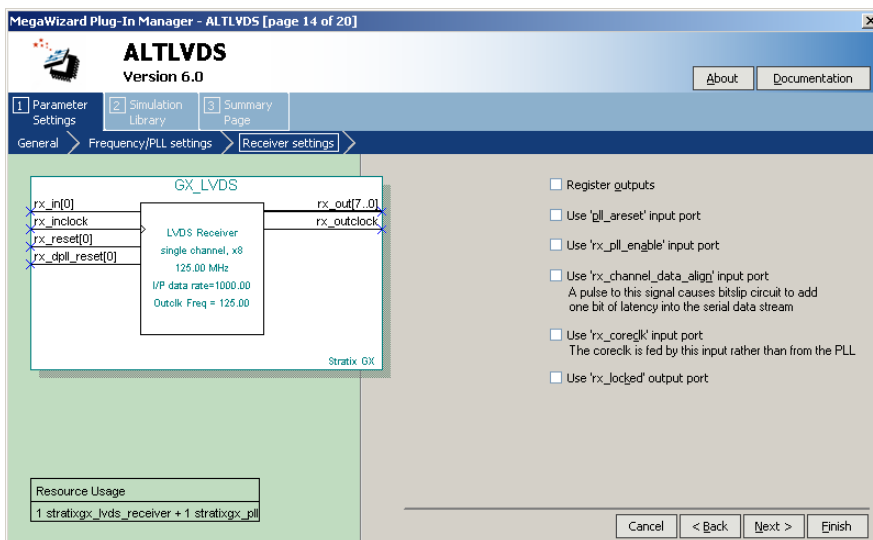 MegaWizard Plug-In Manager - ALTLVDS [page 14 of 20]
ALTLVDS
Version 6.0
About
Documentation
1 Parameter Settings
2 Simulation Library
3 Summary Page
General
Frequency/PLL settings
Receiver settings
GX_LVDS
rx_in[0]
rx_inclock
rx_reset[0]
rx_dpll_reset[0]
rx_out[7..0]
rx_outclock
LVDS Receiver
single channel, x8
125.00 MHz
I/P data rate=1000.00
Outclk Freq = 125.00
Stratix GX
Resource Usage
1 stratixgx_lvds_receiver + 1 stratixgx_pll
Register outputs
Use 'pll_areset' input port
Use 'rx_pll_enable' input port
Use 'rx_channel_data_align' input port
A pulse to this signal causes bitslip circuit to add
one bit of latency into the serial data stream
Use 'rx_coreclk' input port
The coreclk is fed by this input rather than from the PLL
Use 'rx_locked' output port
Cancel
< Back
Next >
Finish